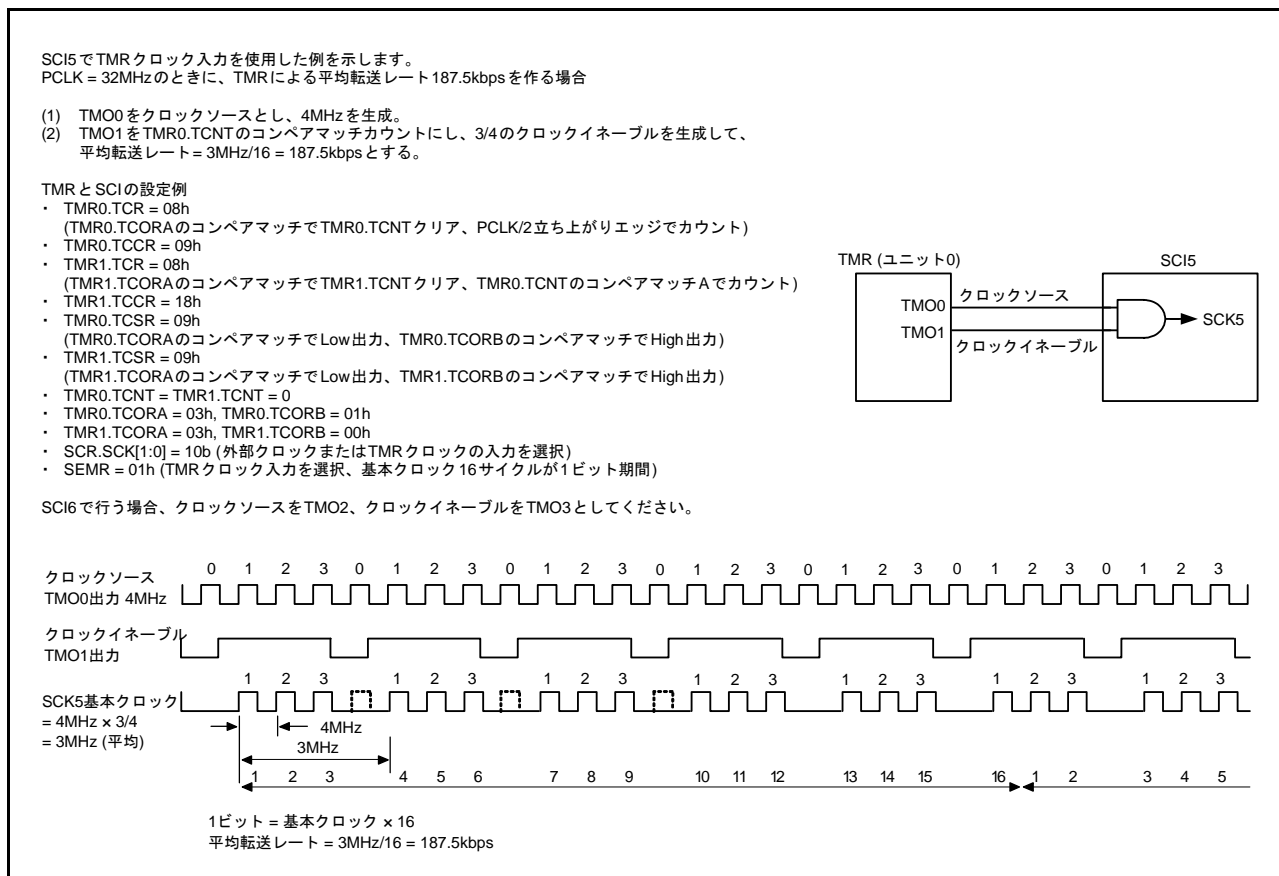 SCI5でTMRクロック入力を使用した例を示します。
PCLK = 32MHzのときに、TMRによる平均転送レート187.5kbpsを作る場合
(1) TMO0をクロックソースとし、4MHzを生成。
(2) TMO1をTMR0.TCNTのコンペアマッチカウントにし、3/4のクロックイネーブルを生成して、
平均転送レート= 3MHz/16 = 187.5kbpsとする。
TMRとSCIの設定例
・ TMR0.TCR = 08h
(TMR0.TCORAのコンペアマッチでTMR0.TCNTクリア、PCLK/2立ち上がりエッジでカウント)
・ TMR0.TCCR = 09h
・ TMR1.TCR = 08h
(TMR1.TCORAのコンペアマッチでTMR1.TCNTクリア、TMR0.TCNTのコンペアマッチAでカウント)
・ TMR1.TCCR = 18h
・ TMR0.TCSR = 09h
(TMR0.TCORAのコンペアマッチでLow出力、TMR0.TCORBのコンペアマッチでHigh出力)
・ TMR1.TCSR = 09h
(TMR1.TCORAのコンペアマッチでLow出力、TMR1.TCORBのコンペアマッチでHigh出力)
・ TMR0.TCNT = TMR1.TCNT = 0
・ TMR0.TCORA = 03h, TMR0.TCORB = 01h
・ TMR1.TCORA = 03h, TMR1.TCORB = 00h
・ SCR.SCK[1:0] = 10b (外部クロックまたはTMRクロックの入力を選択)
・ SEMR = 01h (TMRクロック入力を選択、基本クロック16サイクルが1ビット期間)
SCI6で行う場合、クロックソースをTMO2、クロックイネーブルをTMO3としてください。
TMR (ユニット0)
SCI5
TMO0
クロックソース
TMO1
クロックイネーブル
SCK5
0 1 2 3 0 1 2 3 0 1 2 3 0 1 2 3 0 1 2 3 0 1 2 3 0 1 2 3
クロックソース
TMO0出力 4MHz
クロックイネーブル
TMO1出力
1 2 3 1 2 3 1 2 3 1 2 3 1 2 3 1 2 3 1 2 3
SCK5基本クロック
= 4MHz × 3/4
= 3MHz (平均)
4MHz
3MHz
1 2 3 4 5 6 7 8 9 10 11 12 13 14 15 16 1 2 3 4 5
1ビット = 基本クロック × 16
平均転送レート = 3MHz/16 = 187.5kbps